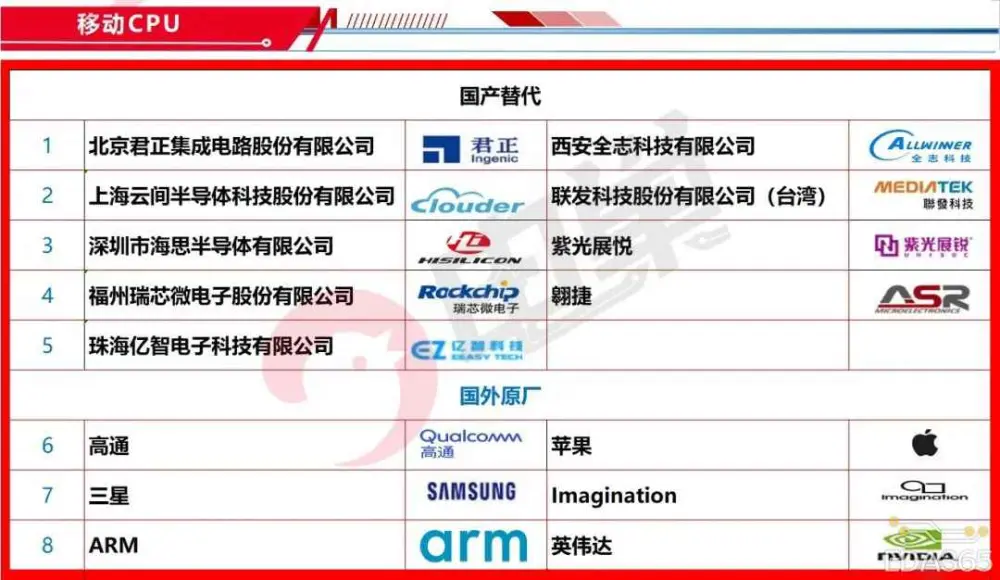 移动CPU
国产替代
1 北京君正集成电路股份有限公司 君正 Ingenic 西安全志科技有限公司 ALLWINNER 全志科技
2 上海云间半导体科技股份有限公司 Clouder 联发科技股份有限公司（台湾） MEDIATEK 聯發科技
3 深圳市海思半导体有限公司 HISILICON 紫光展悦 紫光展锐 UNISOC
4 福州瑞芯微电子股份有限公司 Rockchip 瑞芯微电子 翱捷 ASR MICROELECTRONICS
5 珠海亿智电子科技有限公司 EZ 亿智科技 EEASY TECH
国外原厂
6 高通 Qualcomm 高通 苹果
7 三星 SAMSUNG Imagination Imagination
8 ARM arm 英伟达 NVIDIA
EDA365